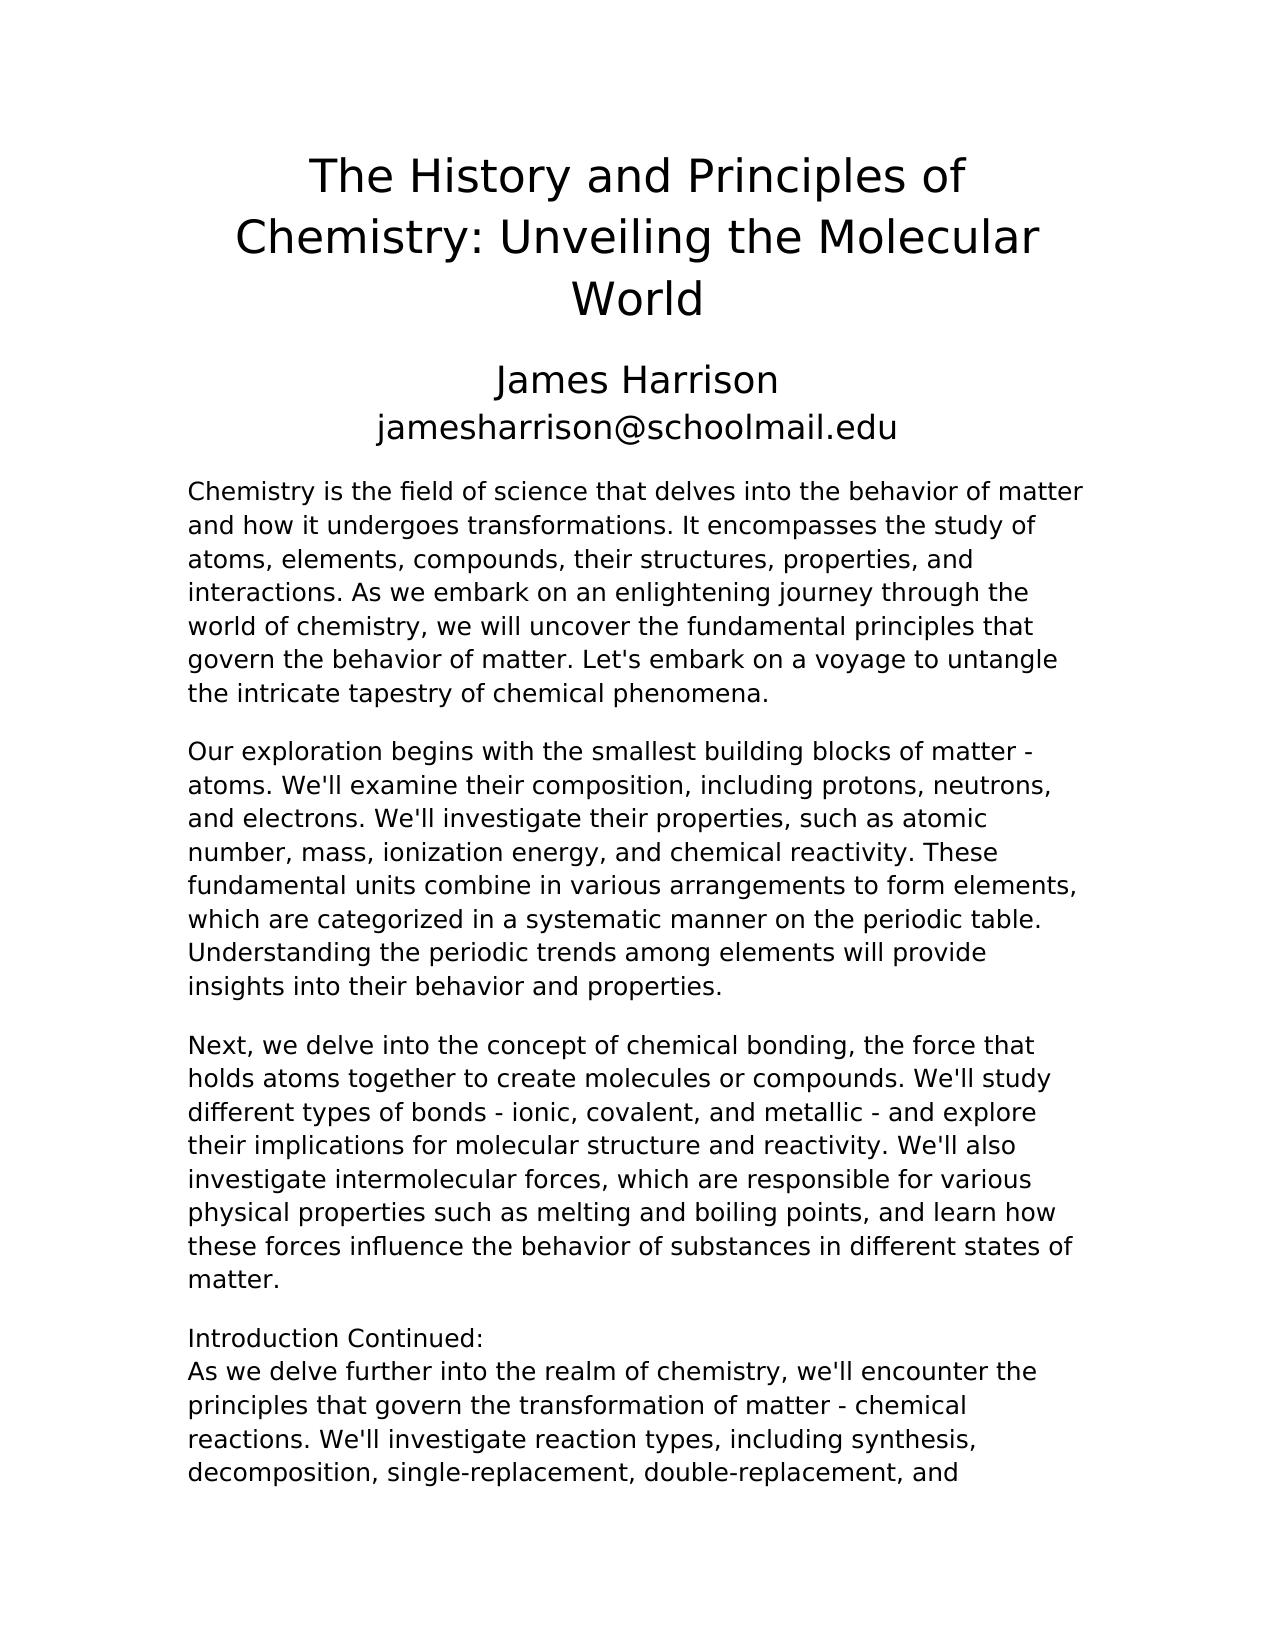 The History and Principles of
Chemistry: Unveiling the Molecular
World
James Harrison
jamesharrison@schoolmail.edu
Chemistry is the field of science that delves into the behavior of matter
and how it undergoes transformations. It encompasses the study of
atoms, elements, compounds, their structures, properties, and
interactions. As we embark on an enlightening journey through the
world of chemistry, we will uncover the fundamental principles that
govern the behavior of matter. Let's embark on a voyage to untangle
the intricate tapestry of chemical phenomena.
Our exploration begins with the smallest building blocks of matter -
atoms. We'll examine their composition, including protons, neutrons,
and electrons. We'll investigate their properties, such as atomic
number, mass, ionization energy, and chemical reactivity. These
fundamental units combine in various arrangements to form elements,
which are categorized in a systematic manner on the periodic table.
Understanding the periodic trends among elements will provide
insights into their behavior and properties.
Next, we delve into the concept of chemical bonding, the force that
holds atoms together to create molecules or compounds. We'll study
different types of bonds - ionic, covalent, and metallic - and explore
their implications for molecular structure and reactivity. We'll also
investigate intermolecular forces, which are responsible for various
physical properties such as melting and boiling points, and learn how
these forces influence the behavior of substances in different states of
matter.
Introduction Continued:
As we delve further into the realm of chemistry, we'll encounter the
principles that govern the transformation of matter - chemical
reactions. We'll investigate reaction types, including synthesis,
decomposition, single-replacement, double-replacement, and